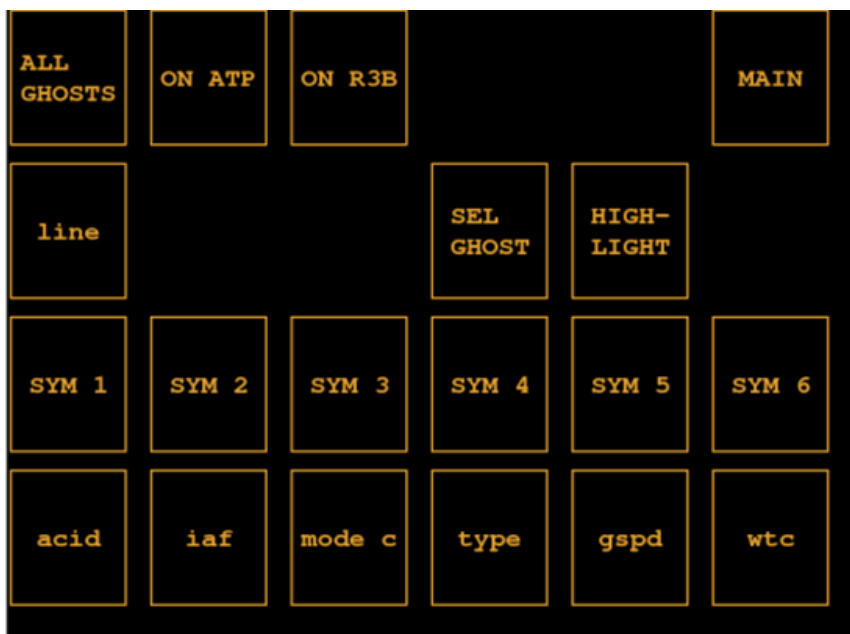 ALL
GHOSTS
ON ATP
ON R3B
MAIN
line
SEL
GHOST
HIGH-
LIGHT
SYM 1
SYM 2
SYM 3
SYM 4
SYM 5
SYM 6
acid
iaf
mode c
type
gspd
wtc